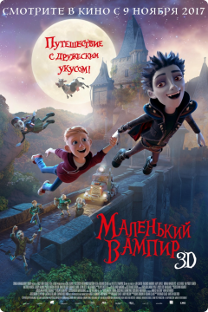 СМОТРИТЕ В КИНО С 9 НОЯБРЯ 2017
ПУТЕШЕСТВИЕ
С ДРУЖЕСКИМ
УКУСОМ!
МАЛЕНЬКИЙ
ВАМПИР 3D